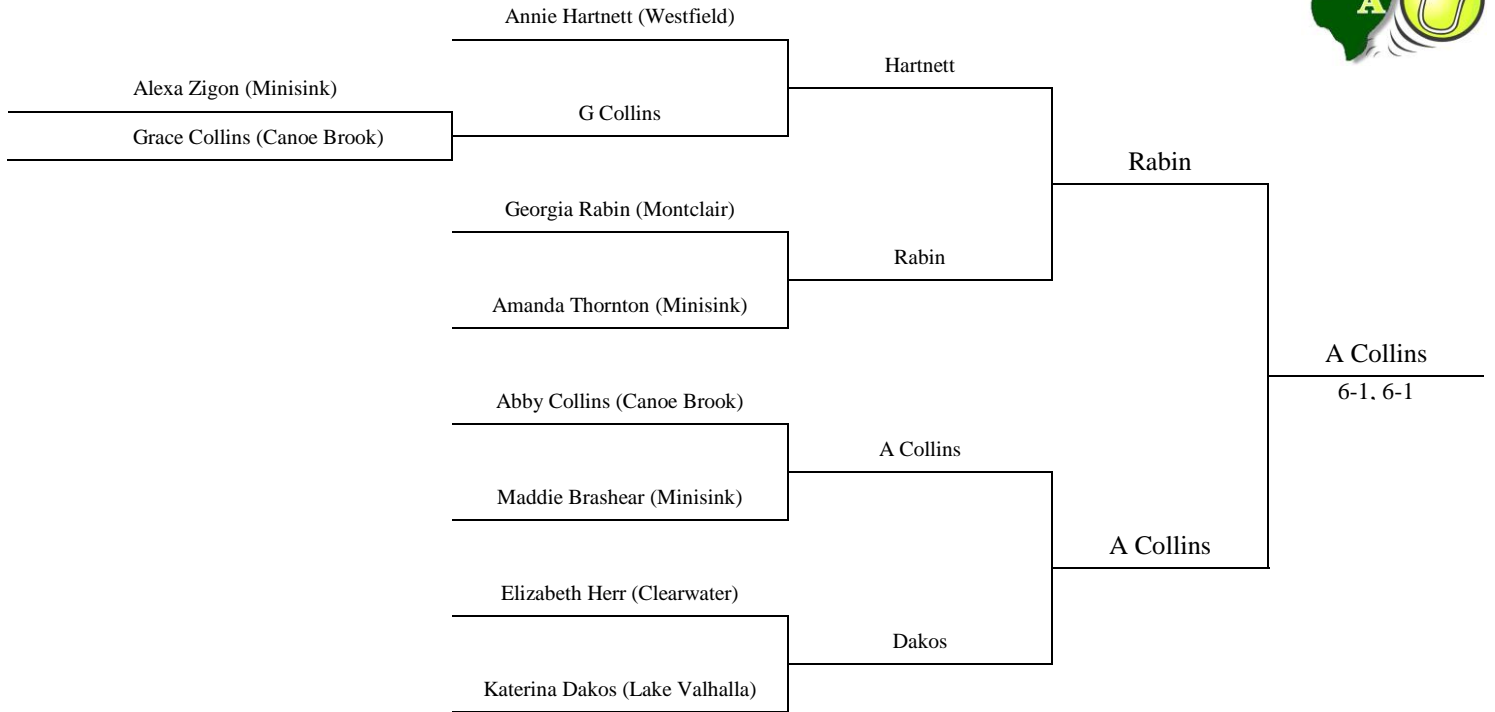 Annie Hartnett (Westfield)
A
Hartnett
Alexa Zigon (Minisink)
G Collins
Grace Collins (Canoe Brook)
Rabin
Georgia Rabin (Montclair)
Rabin
Amanda Thornton (Minisink)
A Collins
6-1, 6-1
Abby Collins (Canoe Brook)
A Collins
Maddie Brashear (Minisink)
A Collins
Elizabeth Herr (Clearwater)
Dakos
Katerina Dakos (Lake Valhalla)